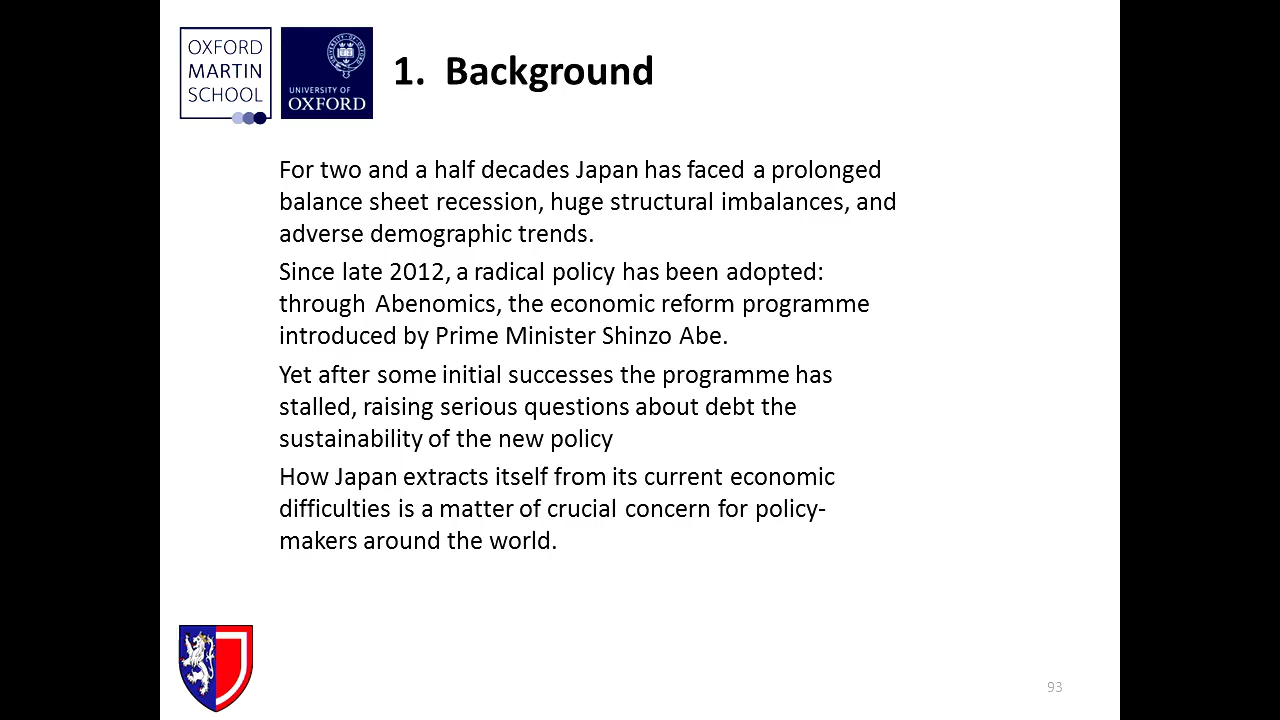 OXFORD
MARTIN
SCHOOL
UNIVERSITY OF
OXFORD
1. Background
For two and a half decades Japan has faced a prolonged
balance sheet recession, huge structural imbalances, and
adverse demographic trends.
Since late 2012, a radical policy has been adopted:
through Abenomics, the economic reform programme
introduced by Prime Minister Shinzo Abe.
Yet after some initial successes the programme has
stalled, raising serious questions about debt the
sustainability of the new policy
How Japan extracts itself from its current economic
difficulties is a matter of crucial concern for policy-
makers around the world.
93